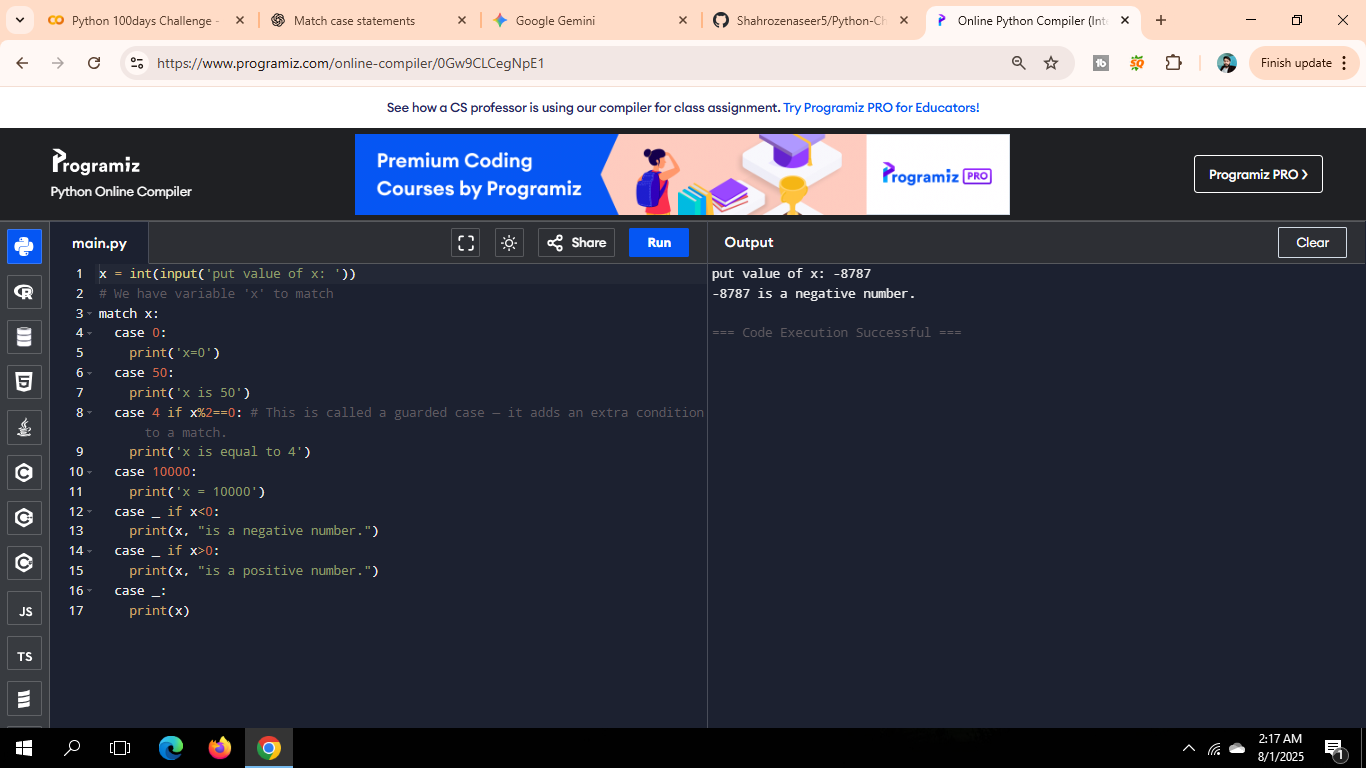 Python 100days Challenge -
Match case statements
Google Gemini
Shahrozenaseer5/Python-Ch
Online Python Compiler (Inte
https://www.programiz.com/online-compiler/0Gw9CLCegNpE1
Finish update
See how a CS professor is using our compiler for class assignment. Try Programiz PRO for Educators!
Programiz
Python Online Compiler
Premium Coding
Courses by Programiz
Programiz PRO
Programiz PRO >
main.py
Share
Run
Output
Clear
1 x = int(input('put value of x: '))
2 # We have variable 'x' to match
3 match x:
4 case 0:
5 print('x=0')
6 case 50:
7 print('x is 50')
8 case 4 if x%2==0: # This is called a guarded case — it adds an extra condition
to a match.
9 print('x is equal to 4')
10 case 10000:
11 print('x = 10000')
12 case _ if x<0:
13 print(x, "is a negative number.")
14 case _ if x>0:
15 print(x, "is a positive number.")
16 case _:
17 print(x)
put value of x: -8787
-8787 is a negative number.
=== Code Execution Successful ===
JS
TS
2:17 AM
8/1/2025
1